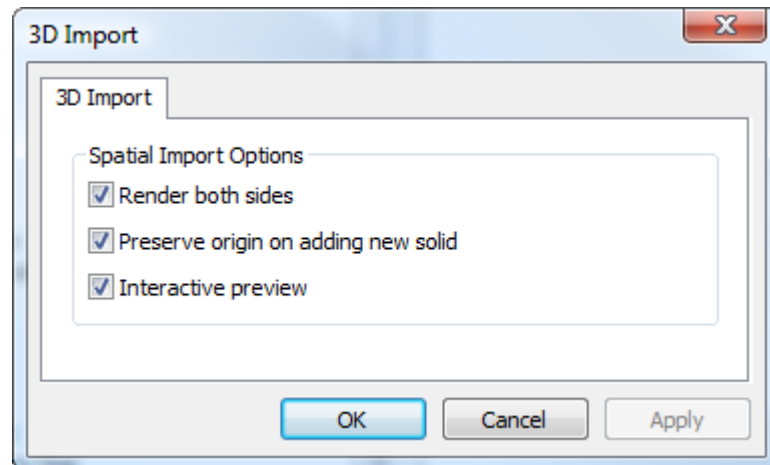 3D Import
3D Import
Spatial Import Options
Render both sides
Preserve origin on adding new solid
Interactive preview
OK Cancel Apply